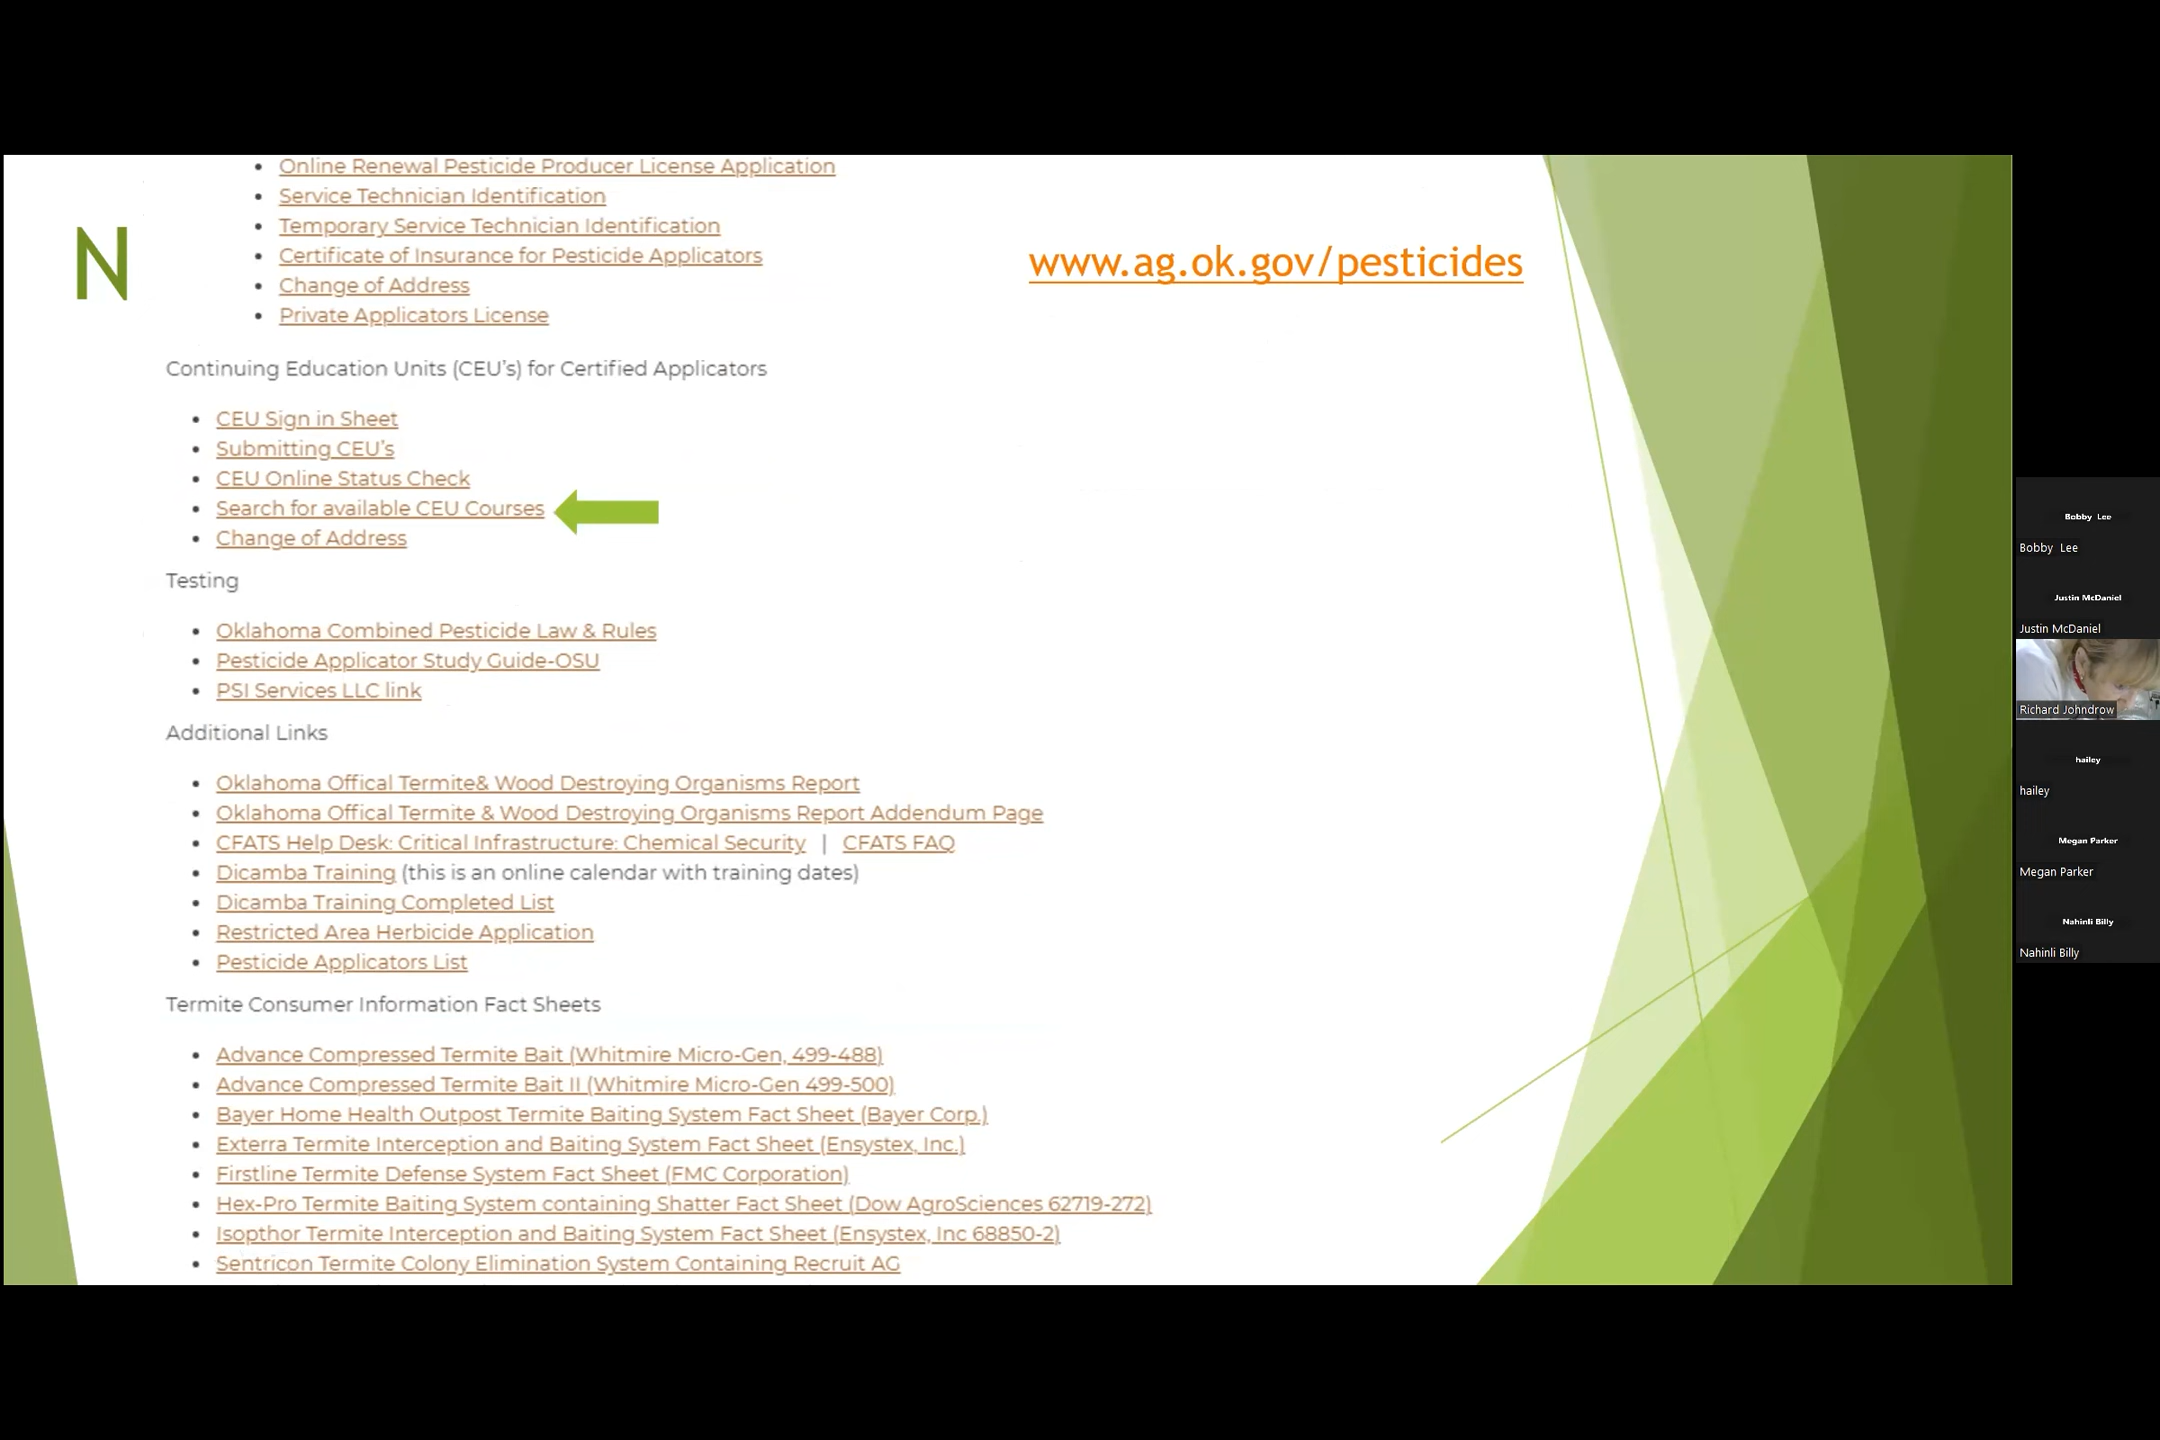 Online Renewal Pesticide Producer License Application
Service Technician Identification
Temporary Service Technician Identification
Certificate of Insurance for Pesticide Applicators
Change of Address
Private Applicators License
N
www.ag.ok.gov/pesticides
Continuing Education Units (CEU's) for Certified Applicators
CEU Sign in Sheet
Submitting CEU's
CEU Online Status Check
Search for available CEU Courses
Change of Address
Testing
Oklahoma Combined Pesticide Law & Rules
Pesticide Applicator Study Guide-OSU
PSI Services LLC link
Additional Links
Oklahoma Offical Termite& Wood Destroying Organisms Report
Oklahoma Offical Termite & Wood Destroying Organisms Report Addendum Page
CFATS Help Desk: Critical Infrastructure: Chemical Security | CFATS FAQ
Dicamba Training (this is an online calendar with training dates)
Dicamba Training Completed List
Restricted Area Herbicide Application
Pesticide Applicators List
Termite Consumer Information Fact Sheets
Advance Compressed Termite Bait (Whitmire Micro-Gen, 499-488)
Advance Compressed Termite Bait II (Whitmire Micro-Gen 499-500)
Bayer Home Health Outpost Termite Baiting System Fact Sheet (Bayer Corp.)
Exterra Termite Interception and Baiting System Fact Sheet (Ensystex, Inc.)
Firstline Termite Defense System Fact Sheet (FMC Corporation)
Hex-Pro Termite Baiting System containing Shatter Fact Sheet (Dow AgroSciences 62719-272)
Isopthor Termite Interception and Baiting System Fact Sheet (Ensystex, Inc 68850-2)
Sentricon Termite Colony Elimination System Containing Recruit AG
Bobby Lee
Bobby Lee
Justin McDaniel
Justin McDaniel
Richard Johndrow
hailey
hailey
Megan Parker
Megan Parker
Nahinli Billy
Nahinli Billy